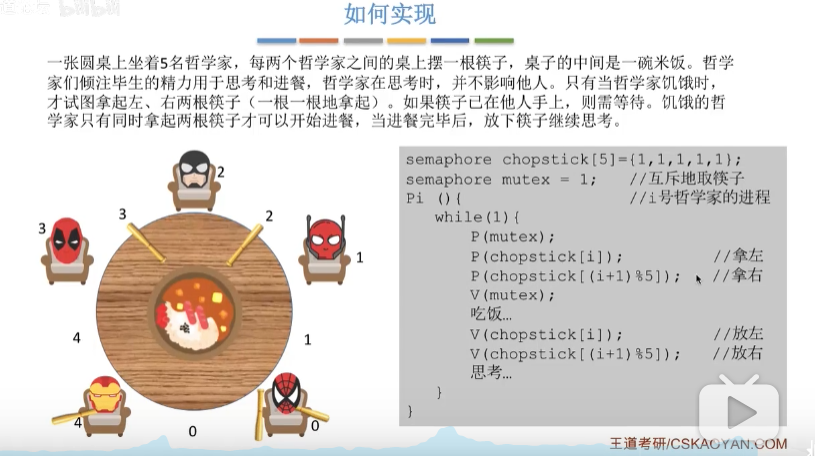 如何实现
一张圆桌上坐着5名哲学家，每两个哲学家之间的桌上摆一根筷子，桌子的中间是一碗米饭。哲学
家们倾注毕生的精力用于思考和进餐，哲学家在思考时，并不影响他人。只有当哲学家饥饿时，
才试图拿起左、右两根筷子（一根一根地拿起）。如果筷子已在他人手上，则需等待。饥饿的哲
学家只有同时拿起两根筷子才可以开始进餐，当进餐完毕后，放下筷子继续思考。
2
3
3
2
1
4
1
4
0
0
semaphore chopstick[5]={1,1,1,1,1};
semaphore mutex = 1; //互斥地取筷子
Pi (){ //i号哲学家的进程
while(1){
P(mutex);
P(chopstick[i]); //拿左
P(chopstick[(i+1)%5]); //拿右
V(mutex);
吃饭…
V(chopstick[i]); //放左
V(chopstick[(i+1)%5]); //放右
思考…
}
}
王道考研/CSKAOYAN.COM